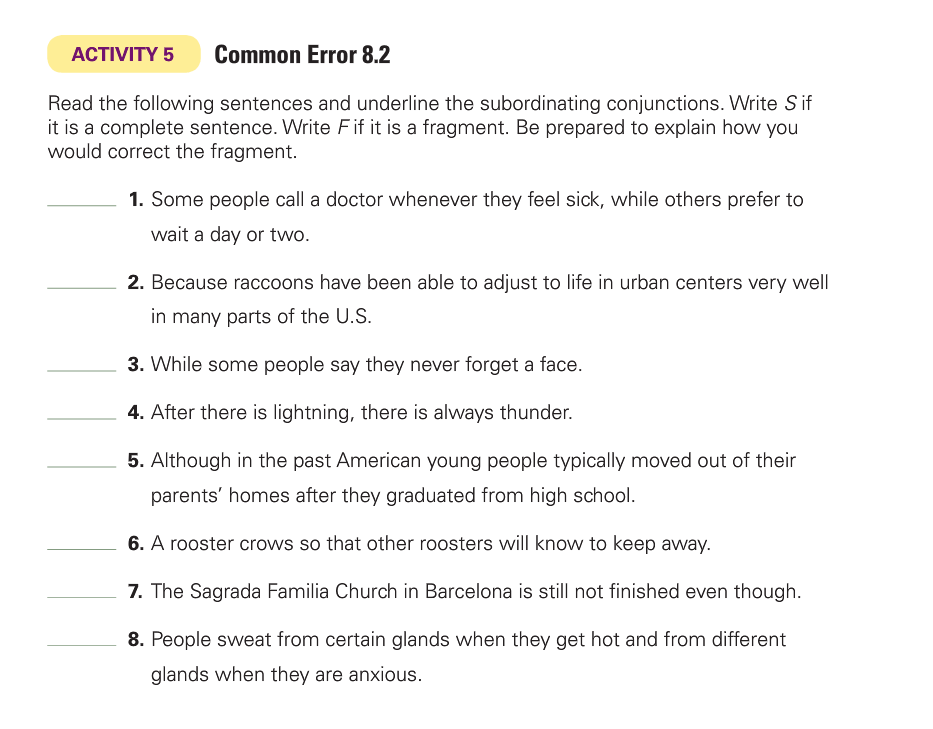 ACTIVITY 5 Common Error 8.2
Read the following sentences and underline the subordinating conjunctions. Write S if
it is a complete sentence. Write F if it is a fragment. Be prepared to explain how you
would correct the fragment.
1. Some people call a doctor whenever they feel sick, while others prefer to
wait a day or two.
2. Because raccoons have been able to adjust to life in urban centers very well
in many parts of the U.S.
3. While some people say they never forget a face.
4. After there is lightning, there is always thunder.
5. Although in the past American young people typically moved out of their
parents’ homes after they graduated from high school.
6. A rooster crows so that other roosters will know to keep away.
7. The Sagrada Familia Church in Barcelona is still not finished even though.
8. People sweat from certain glands when they get hot and from different
glands when they are anxious.